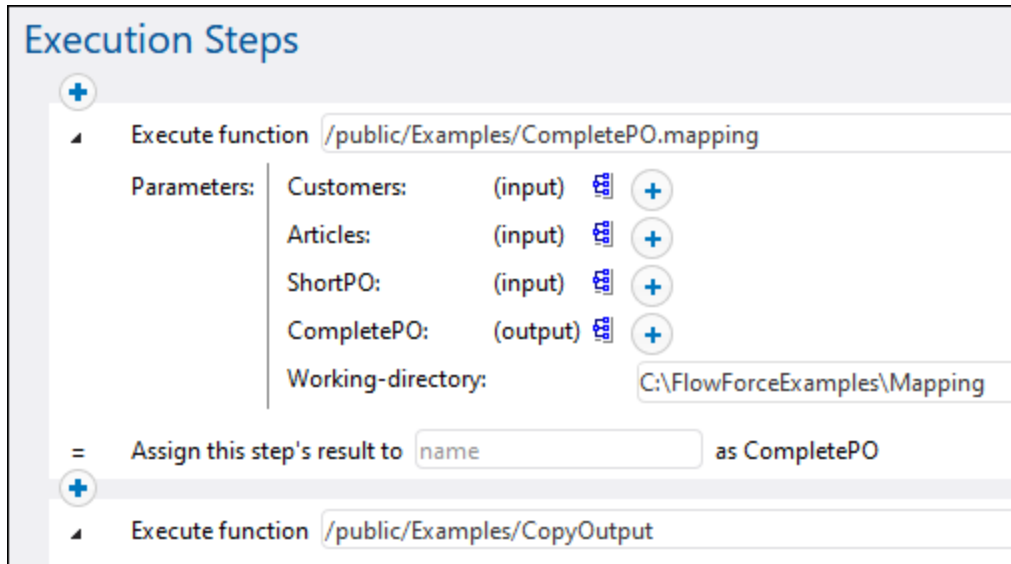 Execution Steps
Execute function /public/Examples/CompletePO.mapping
Parameters: Customers: (input)
Articles: (input)
ShortPO: (input)
CompletePO: (output)
Working-directory: C:\FlowForceExamples\Mapping
= Assign this step's result to name as CompletePO
Execute function /public/Examples/CopyOutput